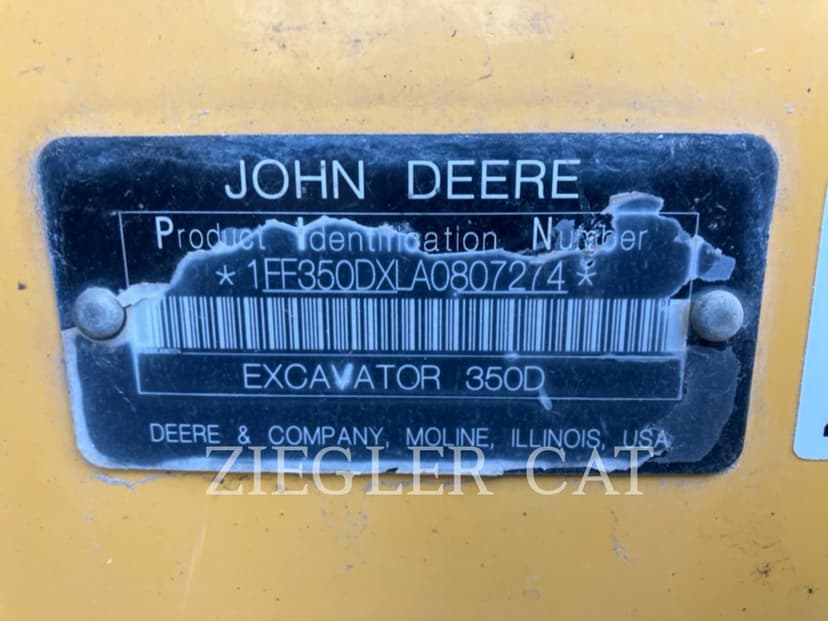 JOHN DEERE
Product Identification Number
*1FF350DXLA0807274*
EXCAVATOR 350D
DEERE & COMPANY, MOLINE, ILLINOIS, USA
ZIEGLER CAT